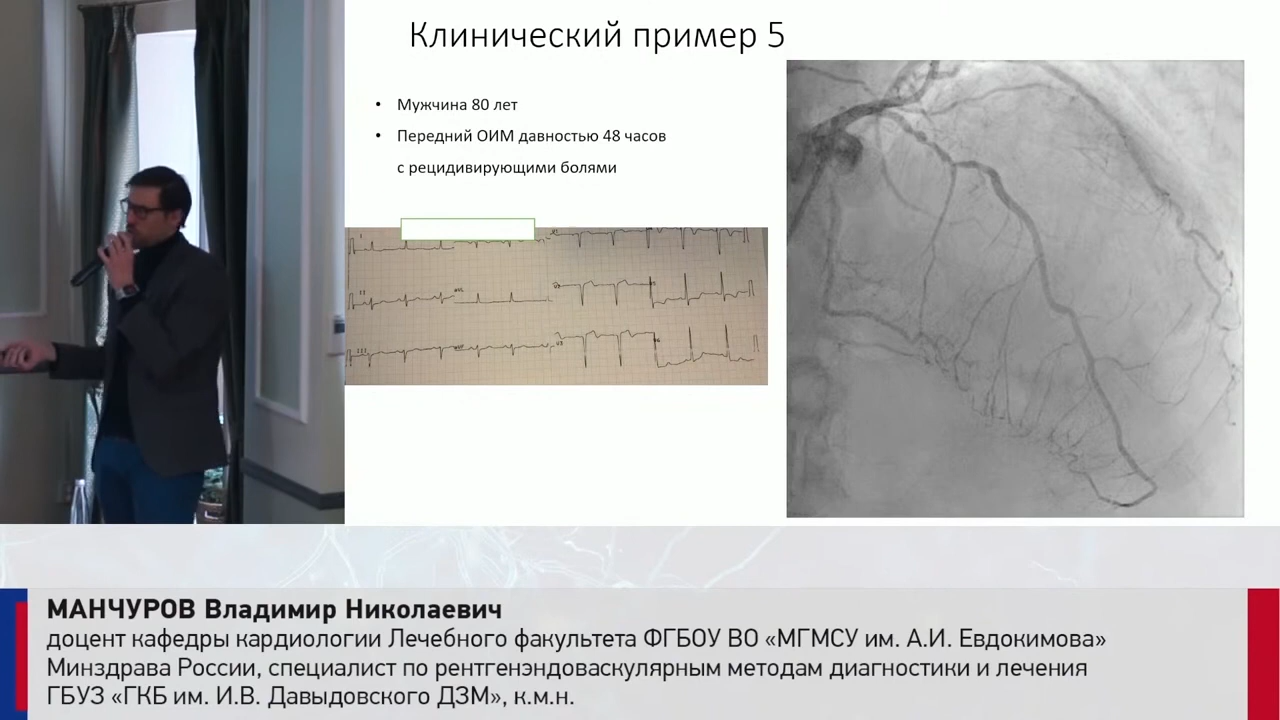 Клинический пример 5
• Мужчина 80 лет
• Передний ОИМ давностью 48 часов
с рецидивирующими болями
МАНЧУРОВ Владимир Николаевич
доцент кафедры кардиологии Лечебного факультета ФГБОУ ВО «МГМСУ им. А.И. Евдокимова»
Минздрава России, специалист по рентгенэндоваскулярным методам диагностики и лечения
ГБУЗ «ГКБ им. И.В. Давыдовского ДЗМ», к.м.н.